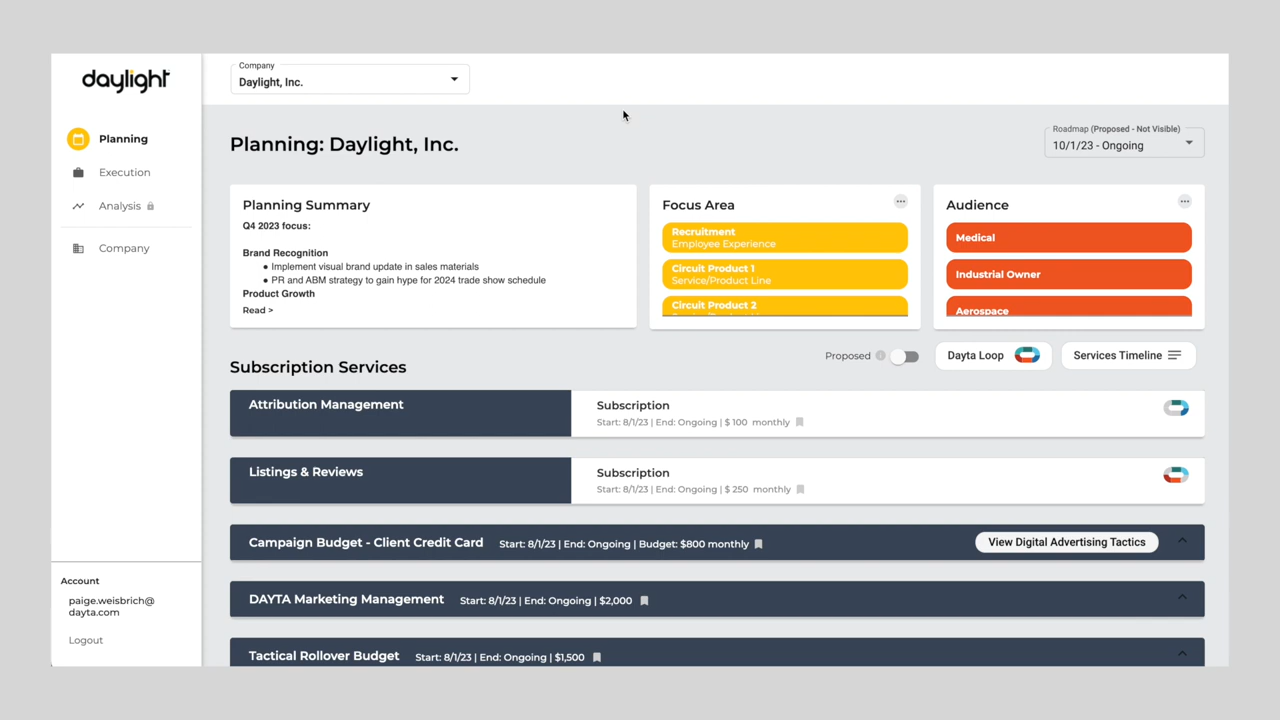 daylight
Company
Daylight, Inc.
Planning
Execution
Analysis
Company
Planning: Daylight, Inc.
Roadmap (Proposed - Not Visible)
10/1/23 - Ongoing
Planning Summary
Q4 2023 focus:
Brand Recognition
● Implement visual brand update in sales materials
● PR and ABM strategy to gain hype for 2024 trade show schedule
Product Growth
Read >
Focus Area
Recruitment
Employee Experience
Circuit Product 1
Service/Product Line
Circuit Product 2
Audience
Medical
Industrial Owner
Aerospace
Subscription Services
Proposed
Dayta Loop
Services Timeline
Attribution Management
Subscription
Start: 8/1/23 | End: Ongoing | $ 100 monthly
Listings & Reviews
Subscription
Start: 8/1/23 | End: Ongoing | $ 250 monthly
Campaign Budget - Client Credit Card Start: 8/1/23 | End: Ongoing | Budget: $800 monthly
View Digital Advertising Tactics
DAYTA Marketing Management Start: 8/1/23 | End: Ongoing | $2,000
Tactical Rollover Budget Start: 8/1/23 | End: Ongoing | $1,500
Account
paige.weisbrich@
dayta.com
Logout